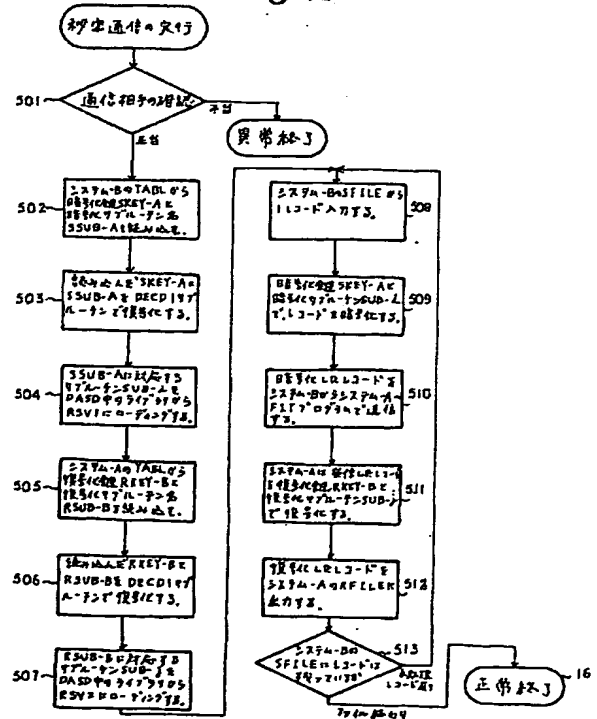 秘密通信の実行
501
通信相手の確認
不当
正当
異常終了
502
システム-BのTABLから
暗号化鍵SKEY-Aと
暗号化サブルーチン名
SSUB-Aを読み込む。
503
読み込んだSKEY-Aと
SSUB-AをDECD1サブ
ルーチンで復号化する。
504
SSUB-Aに対応する
サブルーチンSUB-
DASD中のライブラリから
RSV1にローディングする。
505
システム-AのTABLから
復号化鍵RKEY-Bと
復号化サブルーチン名
RSUB-Bを読み込む。
506
読み込んだRKEY-Bと
RSUB-BをDECD1サブ
ルーチンで復号化する。
507
RSUB-Bに対応する
サブルーチンSUB-
DASD中のライブラリから
にローディングする。
508
システム-BのSFILEから
1レコード入力する。
509
暗号化鍵SKEY-Aと
暗号化サブルーチンSUB-
で、レコードを暗号化する。
510
暗号化したレコードを
システム-Bからシステム-A
プログラムで送信
する。
511
システム-Aは受信したレコード
を復号化鍵RKEY-Bと
復号化サブルーチンSUB-
で復号化する。
512
復号化したレコードを
システム-AのRFILEに
出力する。
513
システム-Bの
SFILEにレコードは
残っているか
レコード有り
ファイル終わり
正常終了
16